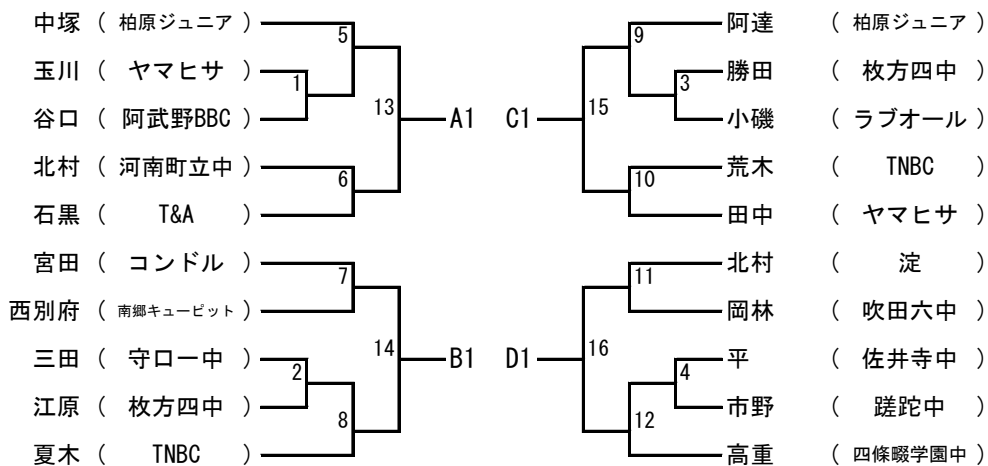 中塚 ( 柏原ジュニア ) 5 9 阿達 ( 柏原ジュニア )
玉川 ( ヤマヒサ ) 1 3 勝田 ( 枚方四中 )
13 A1 C1 15
谷口 ( 阿武野BBC ) 小磯 ( ラブオール )
北村 ( 河南町立中 ) 6 10 荒木 ( TNBC )
石黒 ( T&A ) 田中 ( ヤマヒサ )
宮田 ( コンドル ) 7 11 北村 ( 淀 )
西別府 ( 南郷キューピット ) 岡林 ( 吹田六中 )
14 B1 D1 16
三田 ( 守口一中 ) 2 4 平 ( 佐井寺中 )
江原 ( 枚方四中 ) 8 12 市野 ( 蹉跎中 )
夏木 ( TNBC ) 高重 ( 四條畷学園中 )